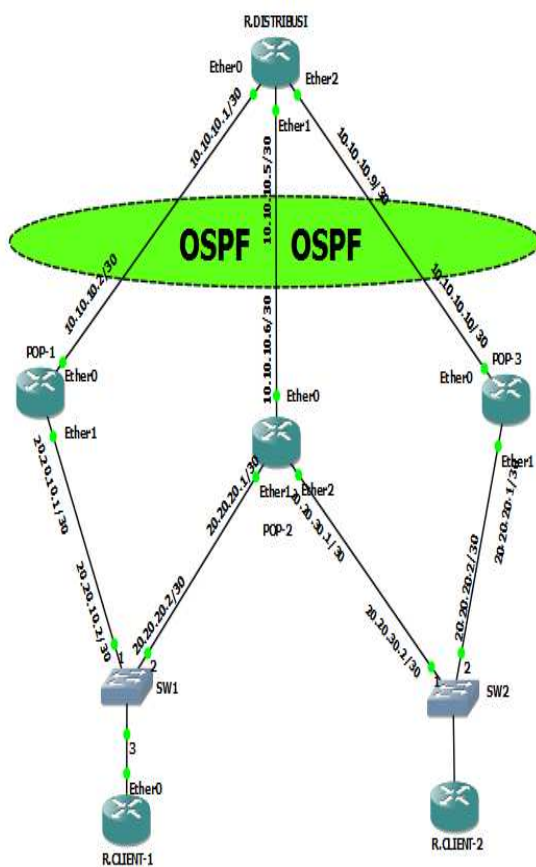 R.DISTRIBUSI
Ether0
Ether2
Ether1
10.10.10.1/30
10.10.10.5/30
10.10.10.9/30
OSPF
OSPF
10.10.10.2/30
10.10.10.6/30
10.10.10.10/30
POP-1
Ether0
Ether1
Ether0
POP-3
Ether0
Ether1
Ether1
Ether2
POP-2
20.20.10.1/30
20.20.20.1/30
20.20.30.1/30
20.20.20.1/30
20.20.10.2/30
20.20.20.2/30
20.20.30.2/30
20.20.20.2/30
1
2
SW1
3
1
2
SW2
Ether0
R.CLIENT-1
R.CLIENT-2